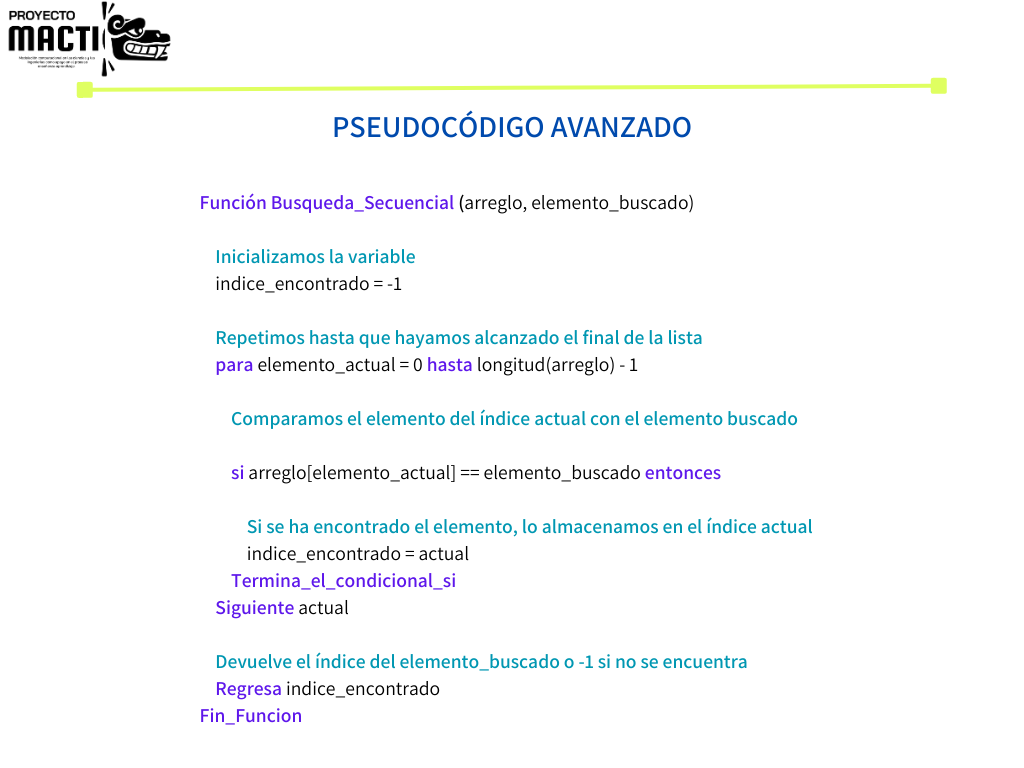 PROYECTO
MACTI
PSEUDOCÓDIGO AVANZADO
Función Busqueda_Secuencial (arreglo, elemento_buscado)
Inicializamos la variable
indice_encontrado = -1
Repetimos hasta que hayamos alcanzado el final de la lista
para elemento_actual = 0 hasta longitud(arreglo) - 1
Comparamos el elemento del índice actual con el elemento buscado
si arreglo[elemento_actual] == elemento_buscado entonces
Si se ha encontrado el elemento, lo almacenamos en el índice actual
indice_encontrado = actual
Termina_el_condicional_si
Siguiente actual
Devuelve el índice del elemento_buscado o -1 si no se encuentra
Regresa indice_encontrado
Fin_Funcion